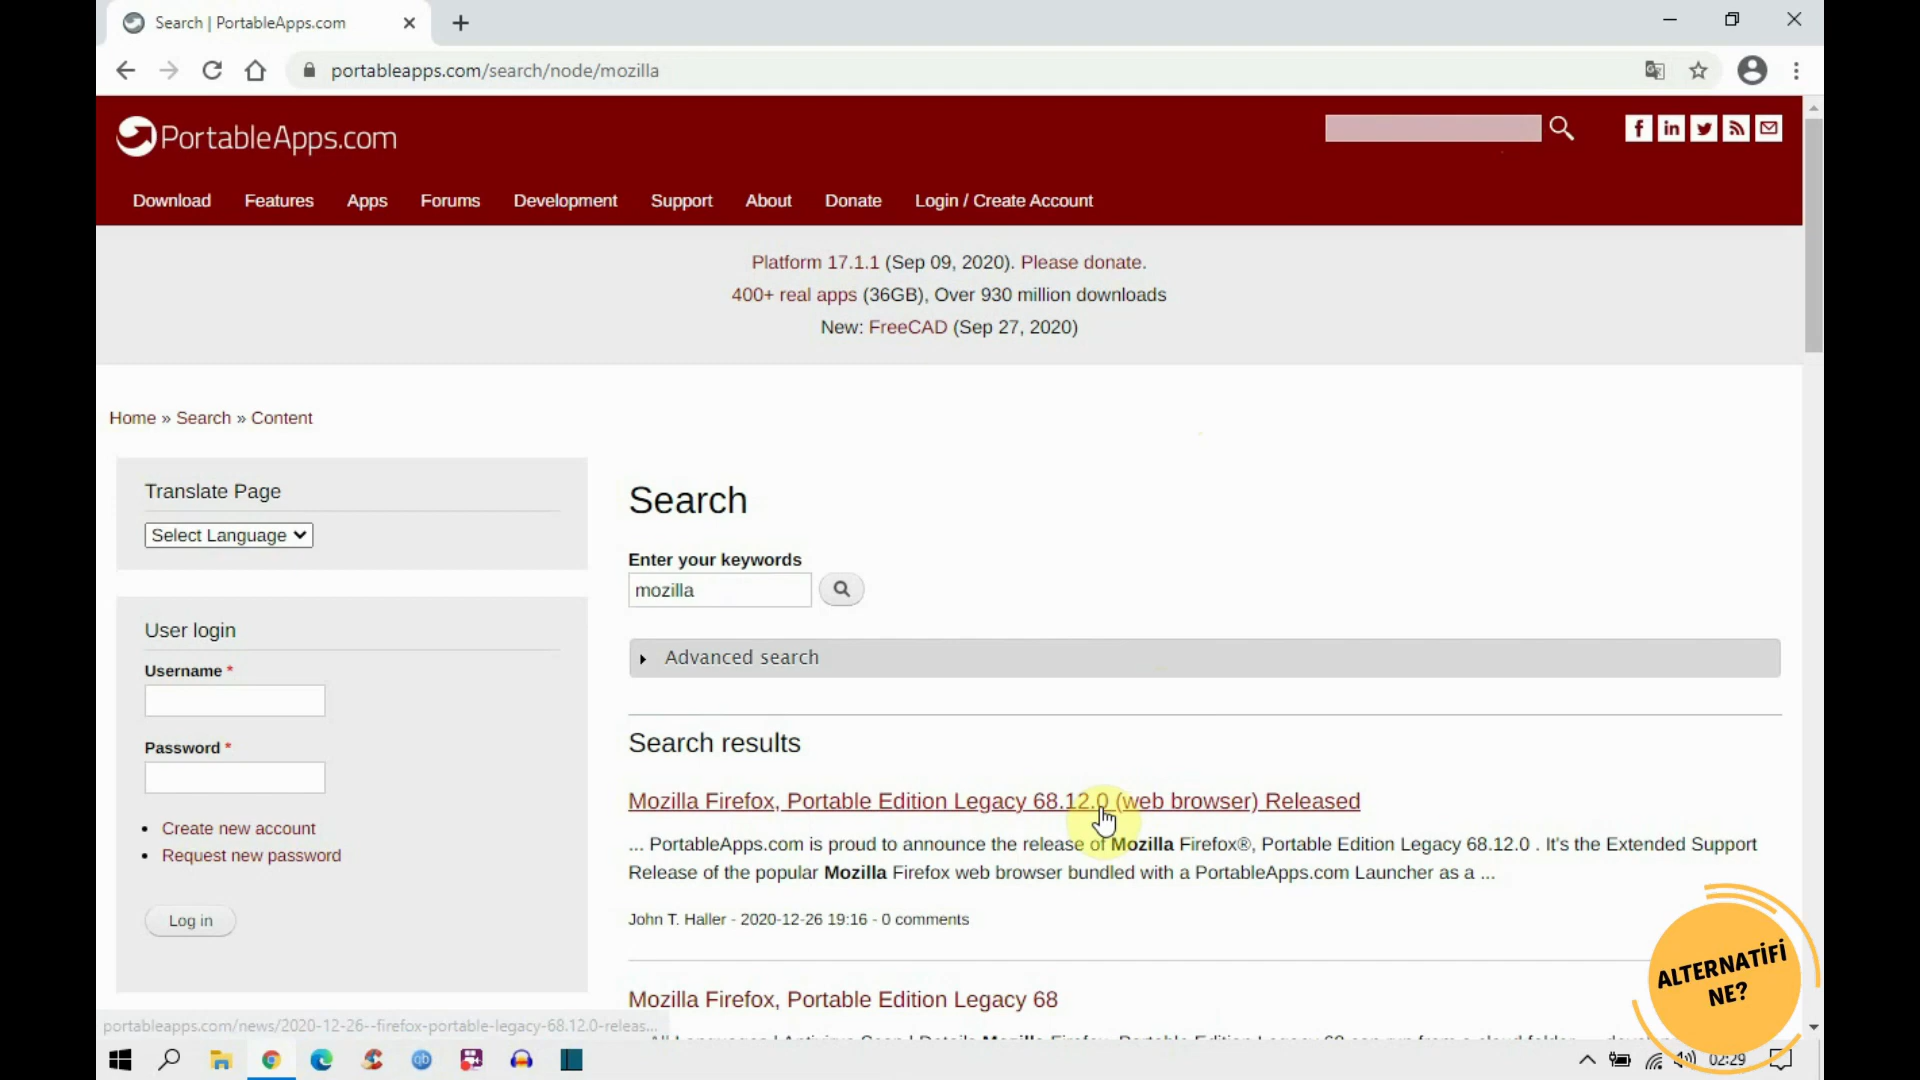 Search | PortableApps.com
portableapps.com/search/node/mozilla
PortableApps.com
Download Features Apps Forums Development Support About Donate Login / Create Account
Platform 17.1.1 (Sep 09, 2020). Please donate.
400+ real apps (36GB), Over 930 million downloads
New: FreeCAD (Sep 27, 2020)
Home » Search » Content
Translate Page
Select Language
User login
Username *
Password *
Create new account
Request new password
Log in
Search
Enter your keywords
mozilla
Advanced search
Search results
Mozilla Firefox, Portable Edition Legacy 68.12.0 (web browser) Released
... PortableApps.com is proud to announce the release of Mozilla Firefox®, Portable Edition Legacy 68.12.0 . It's the Extended Support
Release of the popular Mozilla Firefox web browser bundled with a PortableApps.com Launcher as a ...
John T. Haller - 2020-12-26 19:16 - 0 comments
Mozilla Firefox, Portable Edition Legacy 68
portableapps.com/news/2020-12-26--firefox-portable-legacy-68.12.0-releas...
ALTERNATİFİ
NE?
qb
02:29